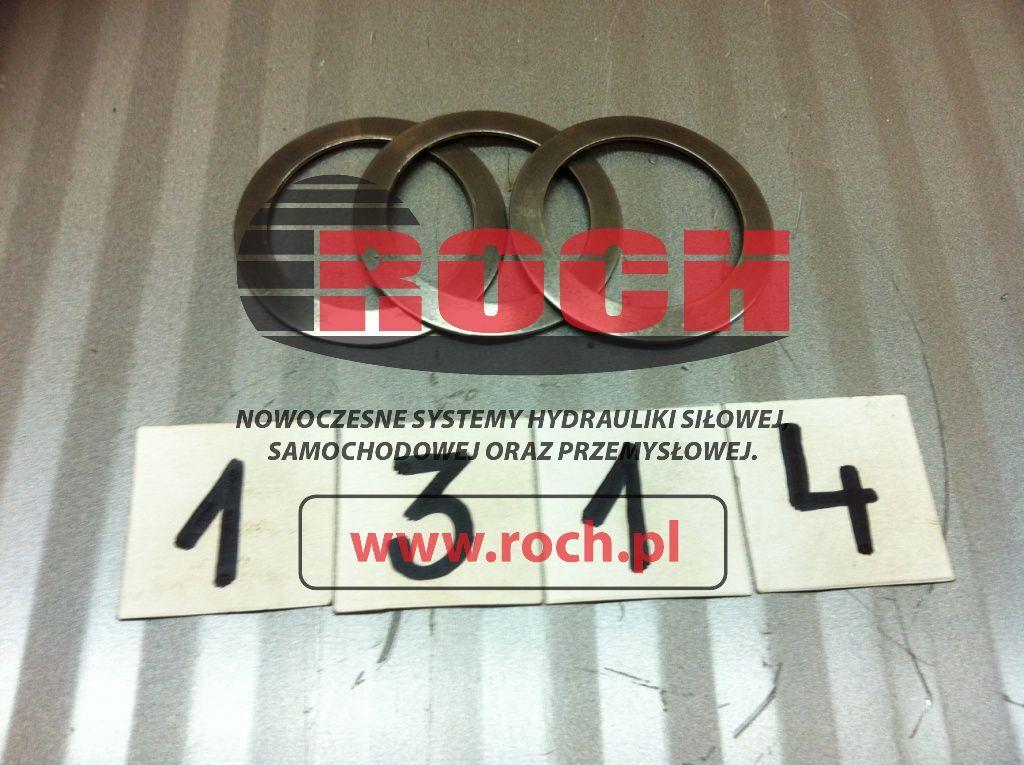 ROCH
NOWOCZESNE SYSTEMY HYDRAULIKI SIŁOWEJ,
SAMOCHODOWEJ ORAZ PRZEMYSŁOWEJ.
1 3 1 4
www.roch.pl